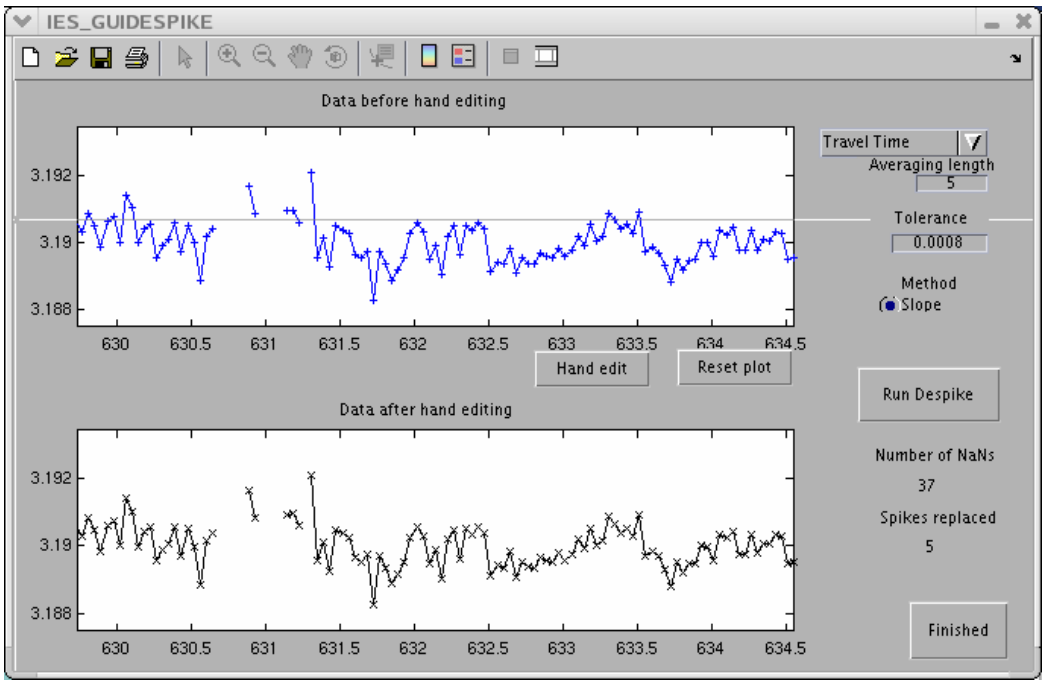 IES_GUIDESPIKE
Data before hand editing
3.192
3.19
3.188
630 630.5 631 631.5 632 632.5 633 633.5 634 634.5
Hand edit
Reset plot
Data after hand editing
3.192
3.19
3.188
630 630.5 631 631.5 632 632.5 633 633.5 634 634.5
Travel Time
Averaging length
5
Tolerance
0.0008
Method
Slope
Run Despike
Number of NaNs
37
Spikes replaced
5
Finished